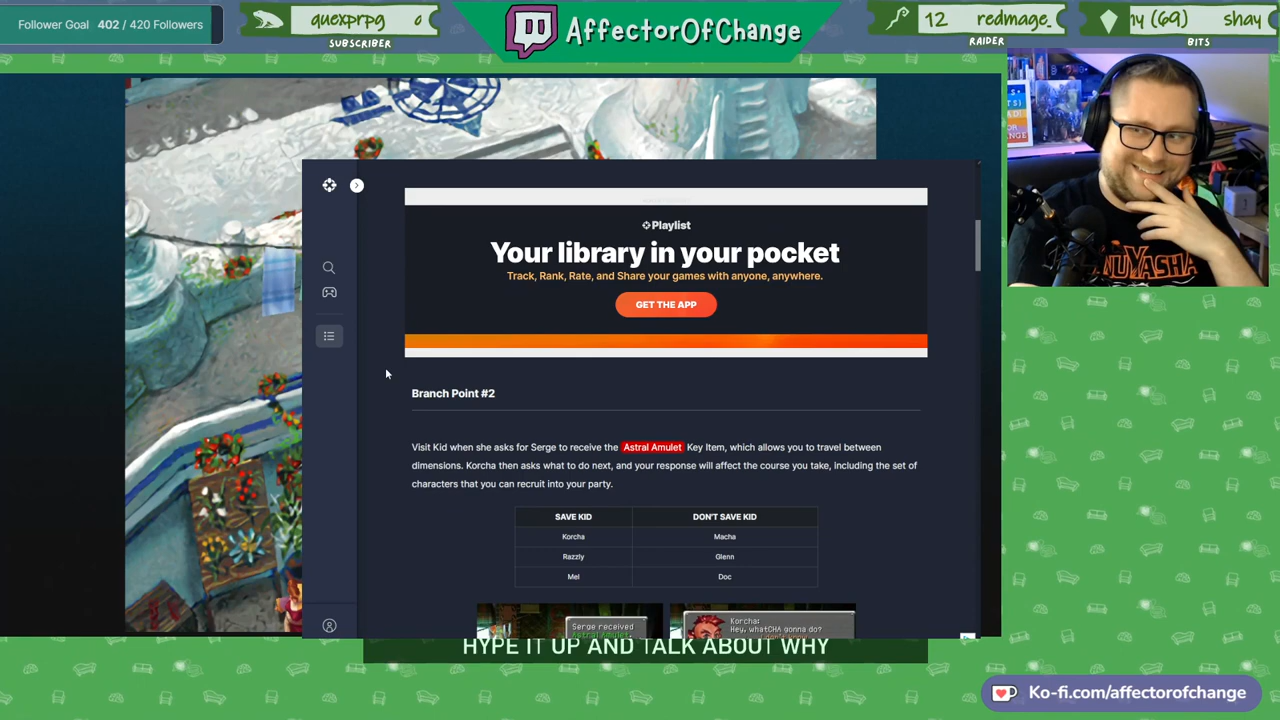 Follower Goal 402 / 420 Followers
quexprpg
SUBSCRIBER
AffectorOfChange
12 redmage_
RAIDER
ny (69) shay
BITS
Playlist
Your library in your pocket
Track, Rank, Rate, and Share your games with anyone, anywhere.
GET THE APP
Branch Point #2
Visit Kid when she asks for Serge to receive the Astral Amulet Key Item, which allows you to travel between
dimensions. Korcha then asks what to do next, and your response will affect the course you take, including the set of
characters that you can recruit into your party.
SAVE KID DON'T SAVE KID
Korcha Macha
Razzly Glenn
Mel Doc
Serge received
Astral Amulet
Korcha:
Hey, whatCHA gonna do?
HYPE IT UP AND TALK ABOUT WHY
Ko-fi.com/affectorofchange